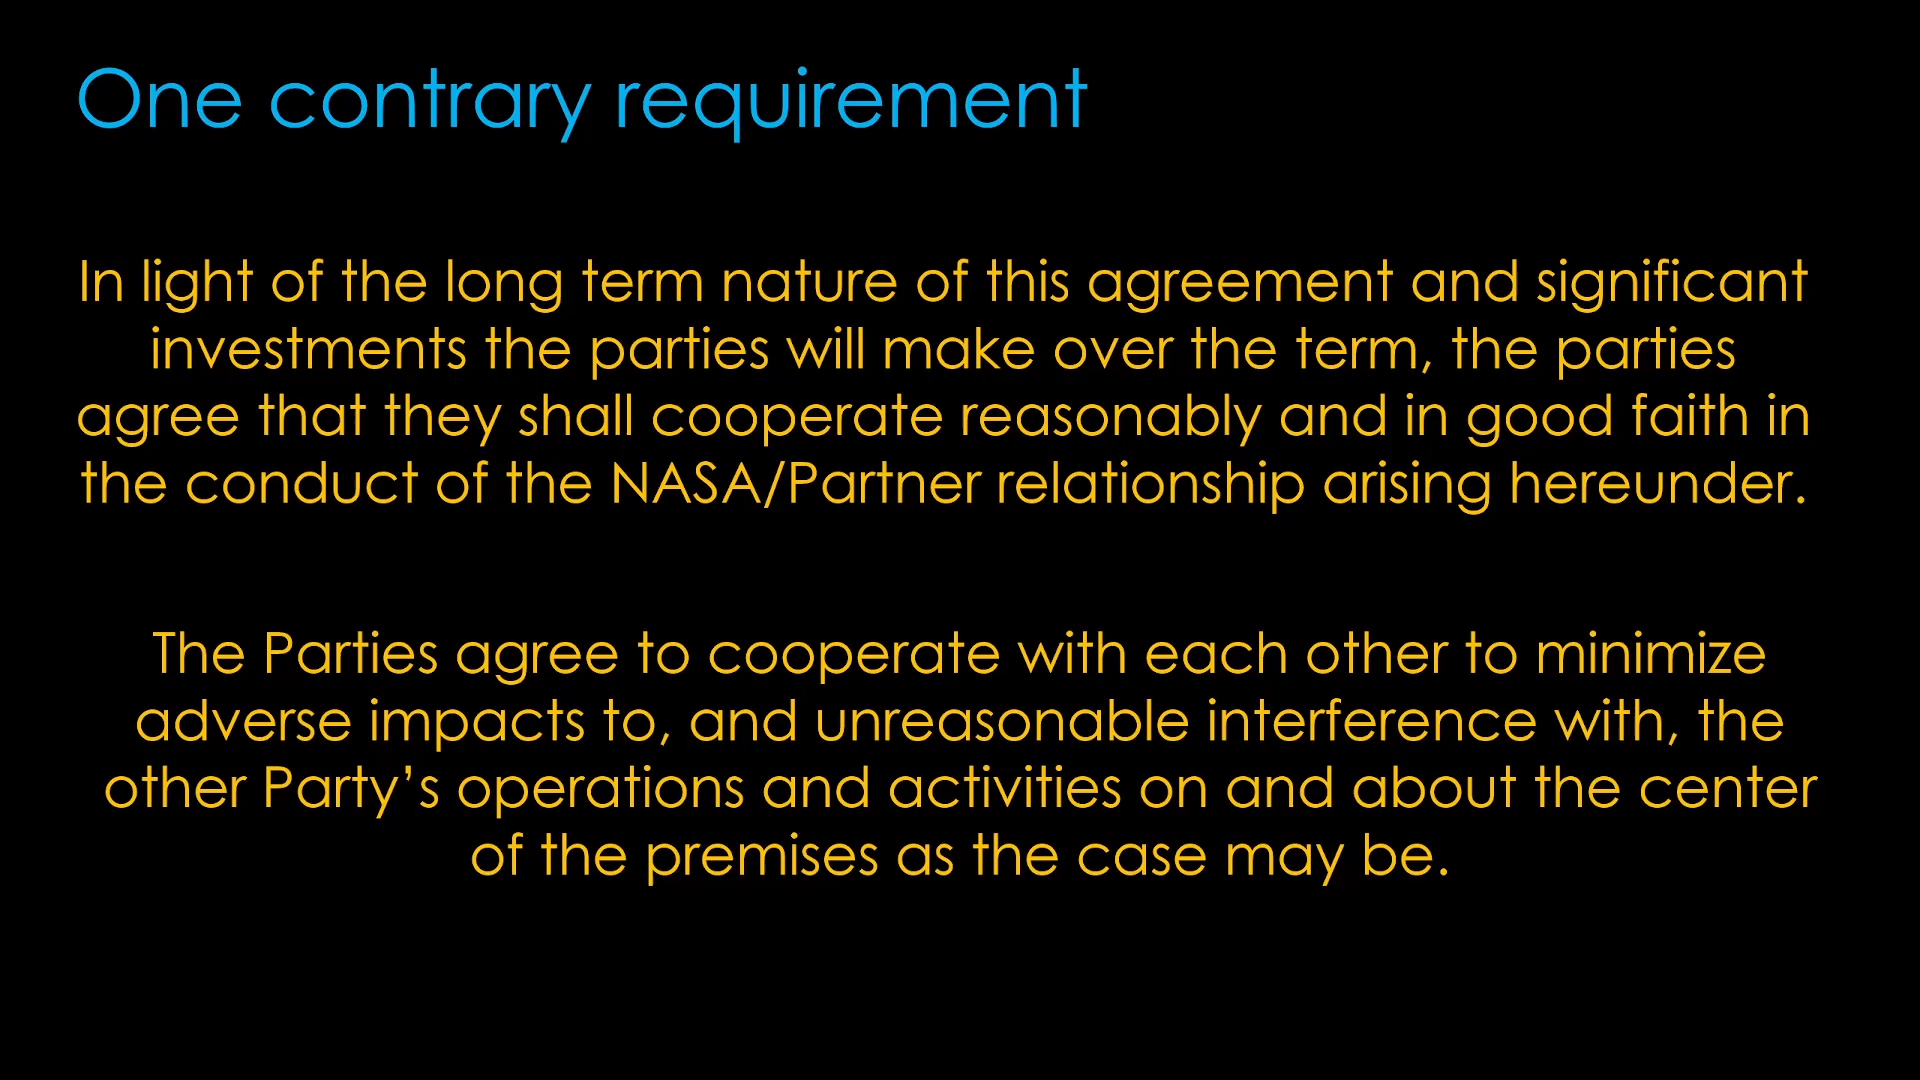 One contrary requirement
In light of the long term nature of this agreement and significant
investments the parties will make over the term, the parties
agree that they shall cooperate reasonably and in good faith in
the conduct of the NASA/Partner relationship arising hereunder.
The Parties agree to cooperate with each other to minimize
adverse impacts to, and unreasonable interference with, the
other Party’s operations and activities on and about the center
of the premises as the case may be.